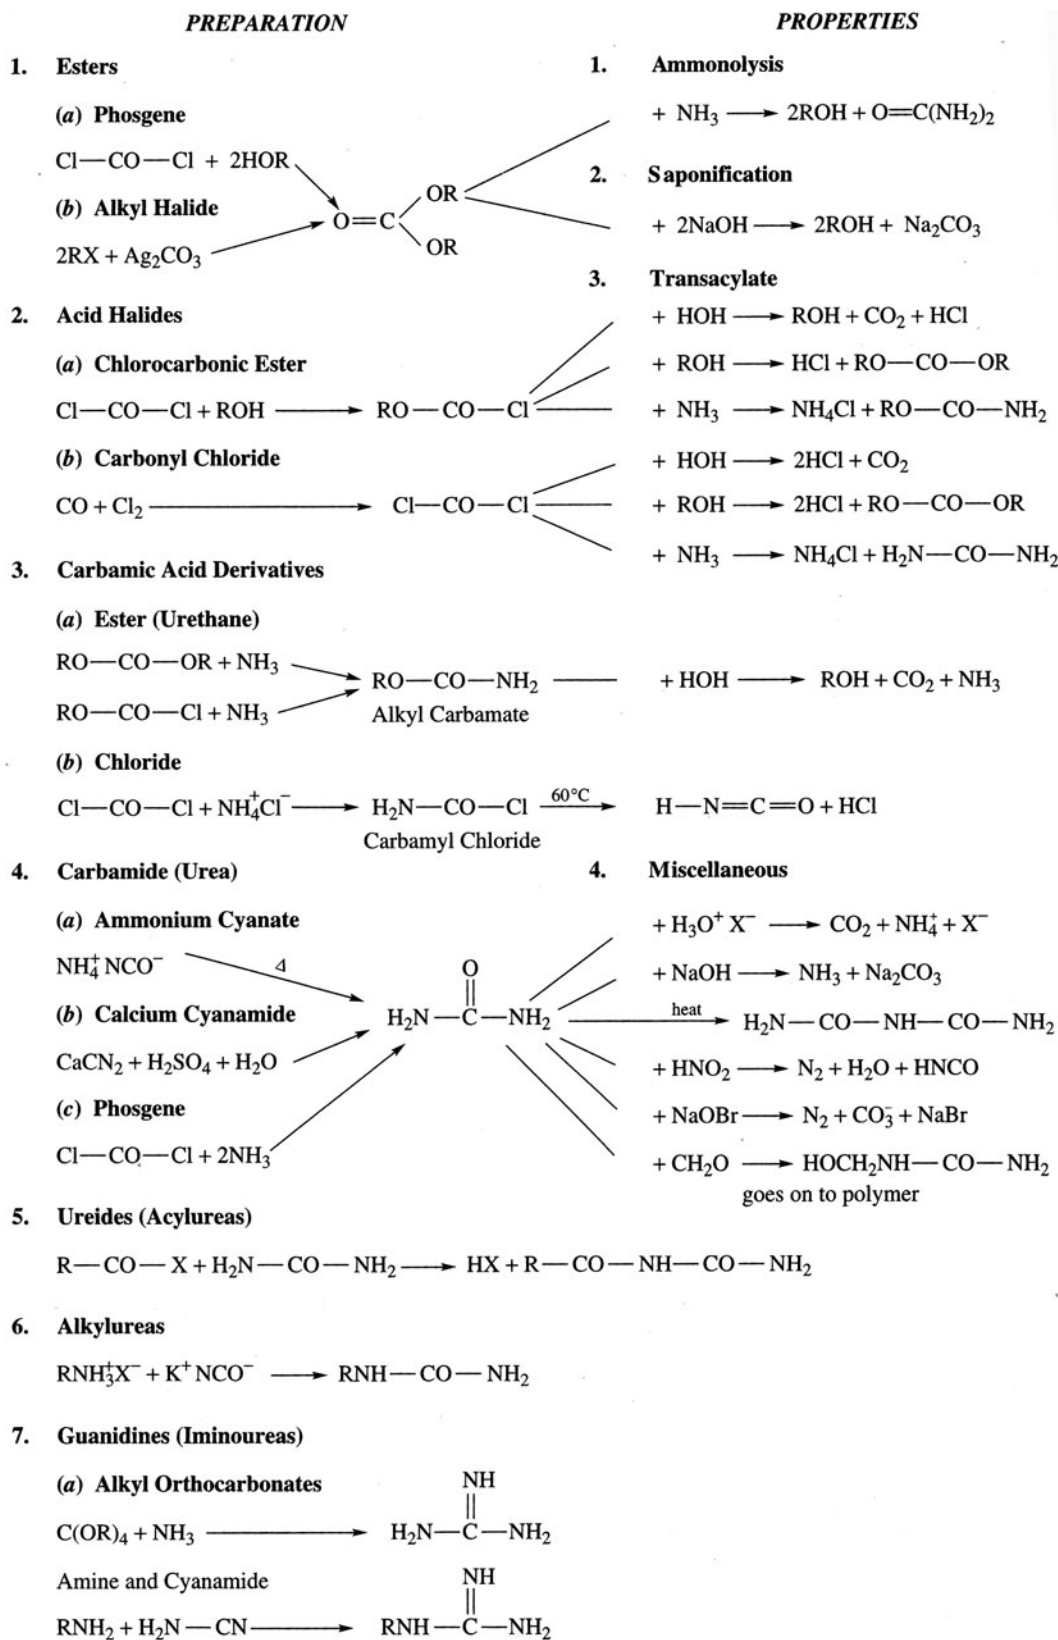 PREPARATION
PROPERTIES
1. Esters
1. Ammonolysis
(a) Phosgene
+ NH₃ ⟶ 2ROH + O=C(NH₂)₂
Cl—CO—Cl + 2HOR
2. Saponification
(b) Alkyl Halide
O=C
OR
OR
+ 2NaOH ⟶ 2ROH + Na₂CO₃
2RX + Ag₂CO₃
3. Transacylate
2. Acid Halides
+ HOH ⟶ ROH + CO₂ + HCl
(a) Chlorocarbonic Ester
+ ROH ⟶ HCl + RO—CO—OR
Cl—CO—Cl + ROH ⟶ RO—CO—Cl
+ NH₃ ⟶ NH₄Cl + RO—CO—NH₂
(b) Carbonyl Chloride
+ HOH ⟶ 2HCl + CO₂
CO + Cl₂ ⟶ Cl—CO—Cl
+ ROH ⟶ 2HCl + RO—CO—OR
+ NH₃ ⟶ NH₄Cl + H₂N—CO—NH₂
3. Carbamic Acid Derivatives
(a) Ester (Urethane)
RO—CO—OR + NH₃
RO—CO—NH₂
+ HOH ⟶ ROH + CO₂ + NH₃
RO—CO—Cl + NH₃
Alkyl Carbamate
(b) Chloride
Cl—CO—Cl + NH₄⁺Cl⁻ ⟶ H₂N—CO—Cl 60°C ⟶ H—N=C=O + HCl
Carbamyl Chloride
4. Carbamide (Urea)
4. Miscellaneous
(a) Ammonium Cyanate
+ H₃O⁺ X⁻ ⟶ CO₂ + NH₄⁺ + X⁻
NH₄⁺ NCO⁻
Δ
O
+ NaOH ⟶ NH₃ + Na₂CO₃
(b) Calcium Cyanamide
H₂N—C—NH₂
heat ⟶ H₂N—CO—NH—CO—NH₂
CaCN₂ + H₂SO₄ + H₂O
+ HNO₂ ⟶ N₂ + H₂O + HNCO
(c) Phosgene
+ NaOBr ⟶ N₂ + CO₃⁻ + NaBr
Cl—CO—Cl + 2NH₃
+ CH₂O ⟶ HOCH₂NH—CO—NH₂
goes on to polymer
5. Ureides (Acylureas)
R—CO—X + H₂N—CO—NH₂ ⟶ HX + R—CO—NH—CO—NH₂
6. Alkylureas
RNH₃⁺X⁻ + K⁺ NCO⁻ ⟶ RNH—CO—NH₂
7. Guanidines (Iminoureas)
(a) Alkyl Orthocarbonates
NH
C(OR)₄ + NH₃ ⟶ H₂N—C—NH₂
Amine and Cyanamide
NH
RNH₂ + H₂N—CN ⟶ RNH—C—NH₂